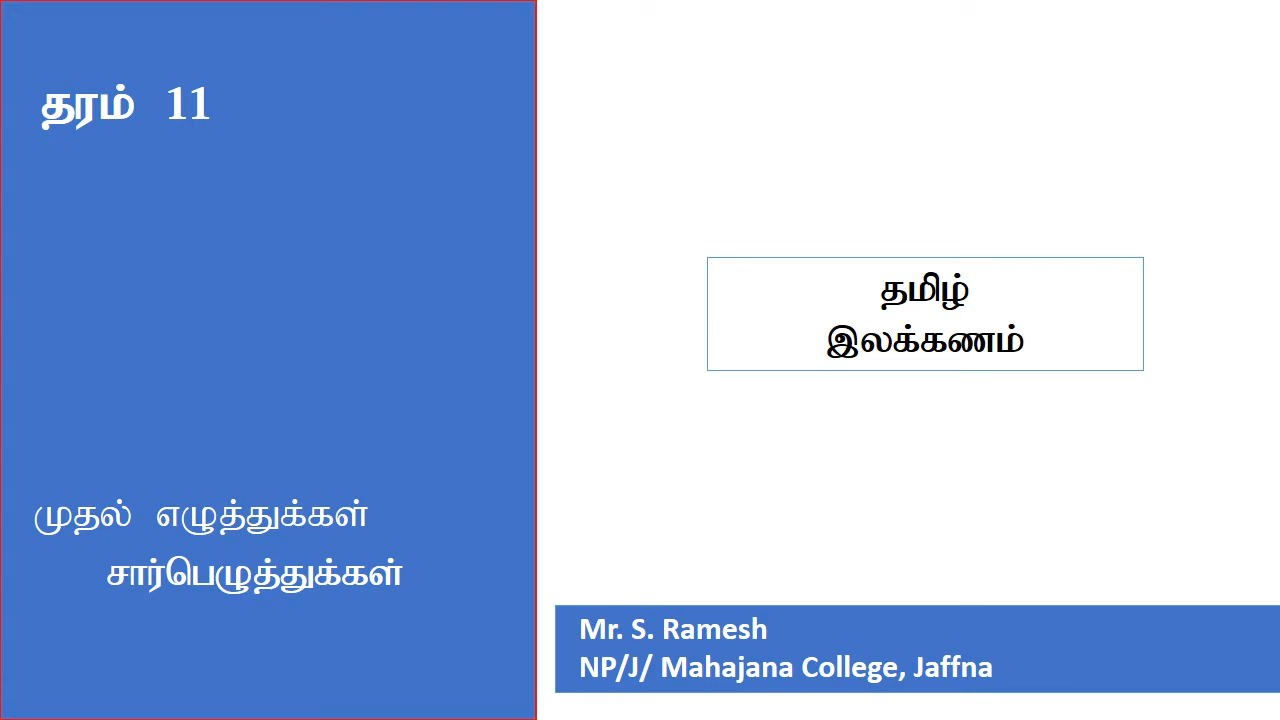 தரம் 11
முதல் எழுத்துக்கள்
சார்பெழுத்துக்கள்
தமிழ்
இலக்கணம்
Mr. S. Ramesh
NP/J/ Mahajana College, Jaffna